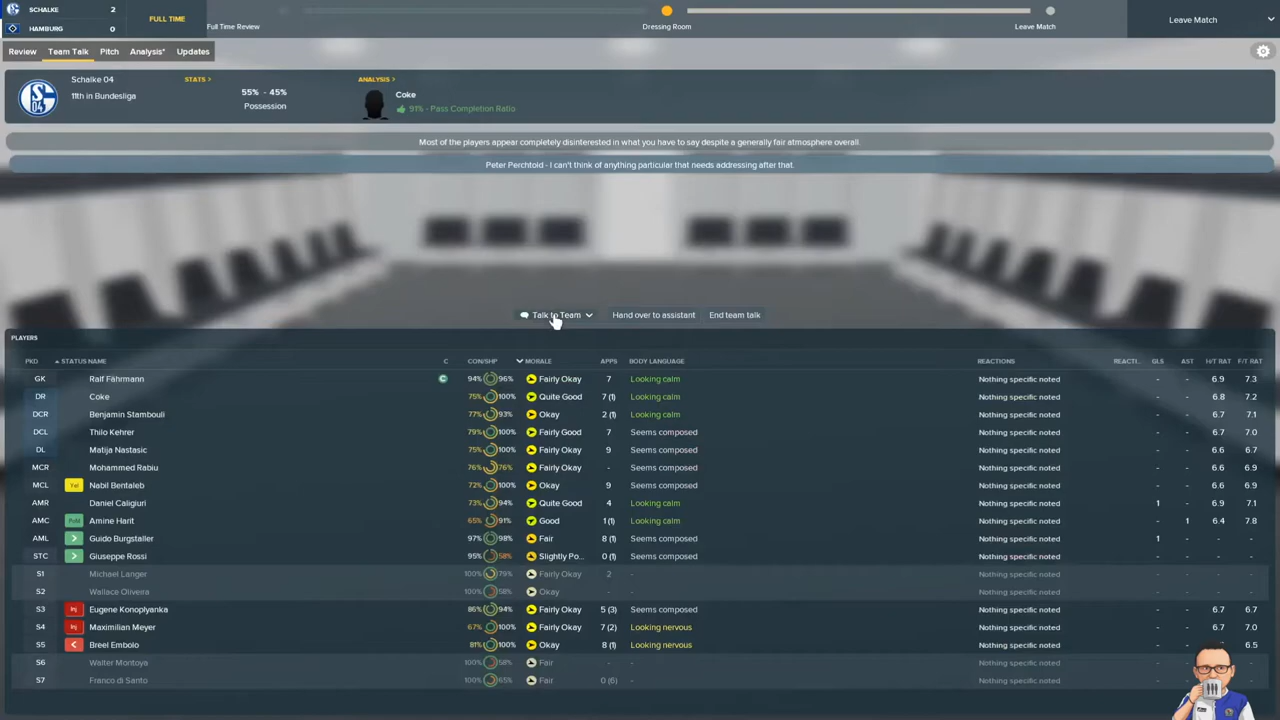 SCHALKE 2
HAMBURG 0
FULL TIME
Full Time Review
Dressing Room
Leave Match
Leave Match
Review Team Talk Pitch Analysis* Updates
Schalke 04
11th in Bundesliga
STATS >
55% - 45%
Possession
ANALYSIS >
Coke
91% - Pass Completion Ratio
Most of the players appear completely disinterested in what you have to say despite a generally fair atmosphere overall.
Peter Perchtold - I can't think of anything particular that needs addressing after that.
Talk to Team Hand over to assistant End team talk
PLAYERS
PKD STATUS NAME C CON/SHP MORALE APPS BODY LANGUAGE REACTIONS REACTI... GLS AST H/T RAT F/T RAT
GK Ralf Fährmann C 94% 96% Fairly Okay 7 Looking calm Nothing specific noted - - 6.9 7.3
DR Coke 75% 100% Quite Good 7 (1) Looking calm Nothing specific noted - - 6.8 7.2
DCR Benjamin Stambouli 77% 93% Okay 2 (1) Looking calm Nothing specific noted - - 6.7 7.1
DCL Thilo Kehrer 79% 100% Fairly Good 7 Seems composed Nothing specific noted - - 6.7 7.0
DL Matija Nastasic 75% 100% Fairly Okay 9 Seems composed Nothing specific noted - - 6.6 6.7
MCR Mohammed Rabiu 76% 76% Fairly Okay - Seems composed Nothing specific noted - - 6.6 6.9
MCL Yel Nabil Bentaleb 72% 100% Okay 9 Seems composed Nothing specific noted - - 6.6 6.9
AMR Daniel Caligiuri 73% 94% Quite Good 4 Looking calm Nothing specific noted 1 - 6.9 7.1
AMC PoM Amine Harit 65% 91% Good 1 (1) Looking calm Nothing specific noted - 1 6.4 7.8
AML Guido Burgstaller 97% 98% Fair 8 (1) Seems composed Nothing specific noted 1 - - -
STC Giuseppe Rossi 95% 58% Slightly Po... 0 (1) Seems composed Nothing specific noted - - - -
S1 Michael Langer 100% 79% Fairly Okay 2 - Nothing specific noted - - - -
S2 Wallace Oliveira 100% 58% Okay - - Nothing specific noted - - - -
S3 Inj Eugene Konoplyanka 86% 94% Fairly Okay 5 (3) Seems composed Nothing specific noted - - 6.7 6.7
S4 Inj Maximilian Meyer 67% 100% Fairly Okay 7 (2) Looking nervous Nothing specific noted - - 6.7 7.0
S5 Breel Embolo 81% 100% Okay 8 (1) Looking nervous Nothing specific noted - 6.5
S6 Walter Montoya 100% 58% Fair - - Nothing specific noted - -
S7 Franco di Santo 100% 65% Fair 0 (6) - Nothing specific noted - -